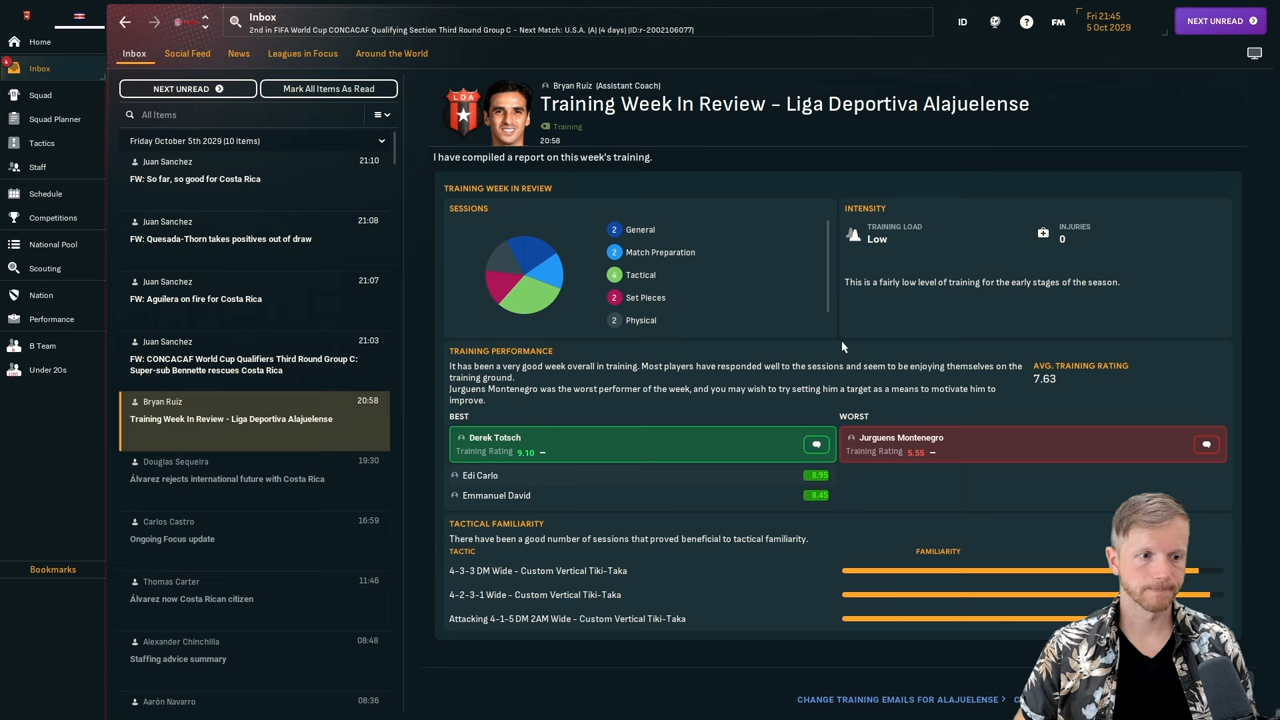 Inbox
2nd in FIFA World Cup CONCACAF Qualifying Section Third Round Group C - Next Match: U.S.A. (A) (4 days) (ID:r-2002106077)
ID
FM
Fri 21:45
5 Oct 2029
NEXT UNREAD
Home
4
Inbox
Squad
Squad Planner
Tactics
Staff
Schedule
Competitions
National Pool
Scouting
Nation
Performance
B Team
Under 20s
Bookmarks
Inbox
Social Feed
News
Leagues in Focus
Around the World
NEXT UNREAD
Mark All Items As Read
All Items
Friday October 5th 2029 (10 items)
Juan Sanchez 21:10
FW: So far, so good for Costa Rica
Juan Sanchez 21:08
FW: Quesada-Thorn takes positives out of draw
Juan Sanchez 21:07
FW: Aguilera on fire for Costa Rica
Juan Sanchez 21:03
FW: CONCACAF World Cup Qualifiers Third Round Group C:
Super-sub Bennette rescues Costa Rica
Bryan Ruiz 20:58
Training Week In Review - Liga Deportiva Alajuelense
Douglas Sequeira 19:30
Álvarez rejects international future with Costa Rica
Carlos Castro 16:59
Ongoing Focus update
Thomas Carter 11:46
Álvarez now Costa Rican citizen
Alexander Chinchilla 08:48
Staffing advice summary
Aarón Navarro 08:36
LDA
Bryan Ruiz (Assistant Coach)
Training Week In Review - Liga Deportiva Alajuelense
Training
20:58
I have compiled a report on this week's training.
TRAINING WEEK IN REVIEW
SESSIONS
2 General
2 Match Preparation
4 Tactical
2 Set Pieces
2 Physical
INTENSITY
TRAINING LOAD
Low
INJURIES
0
This is a fairly low level of training for the early stages of the season.
TRAINING PERFORMANCE
It has been a very good week overall in training. Most players have responded well to the sessions and seem to be enjoying themselves on the
training ground.
Jurguens Montenegro was the worst performer of the week, and you may wish to try setting him a target as a means to motivate him to
improve.
AVG. TRAINING RATING
7.63
BEST
Derek Totsch
Training Rating 9.10 –
Edi Carlo 8.95
Emmanuel David 8.45
WORST
Jurguens Montenegro
Training Rating 5.55 –
TACTICAL FAMILIARITY
There have been a good number of sessions that proved beneficial to tactical familiarity.
TACTIC FAMILIARITY
4-3-3 DM Wide - Custom Vertical Tiki-Taka
4-2-3-1 Wide - Custom Vertical Tiki-Taka
Attacking 4-1-5 DM 2AM Wide - Custom Vertical Tiki-Taka
CHANGE TRAINING EMAILS FOR ALAJUELENSE